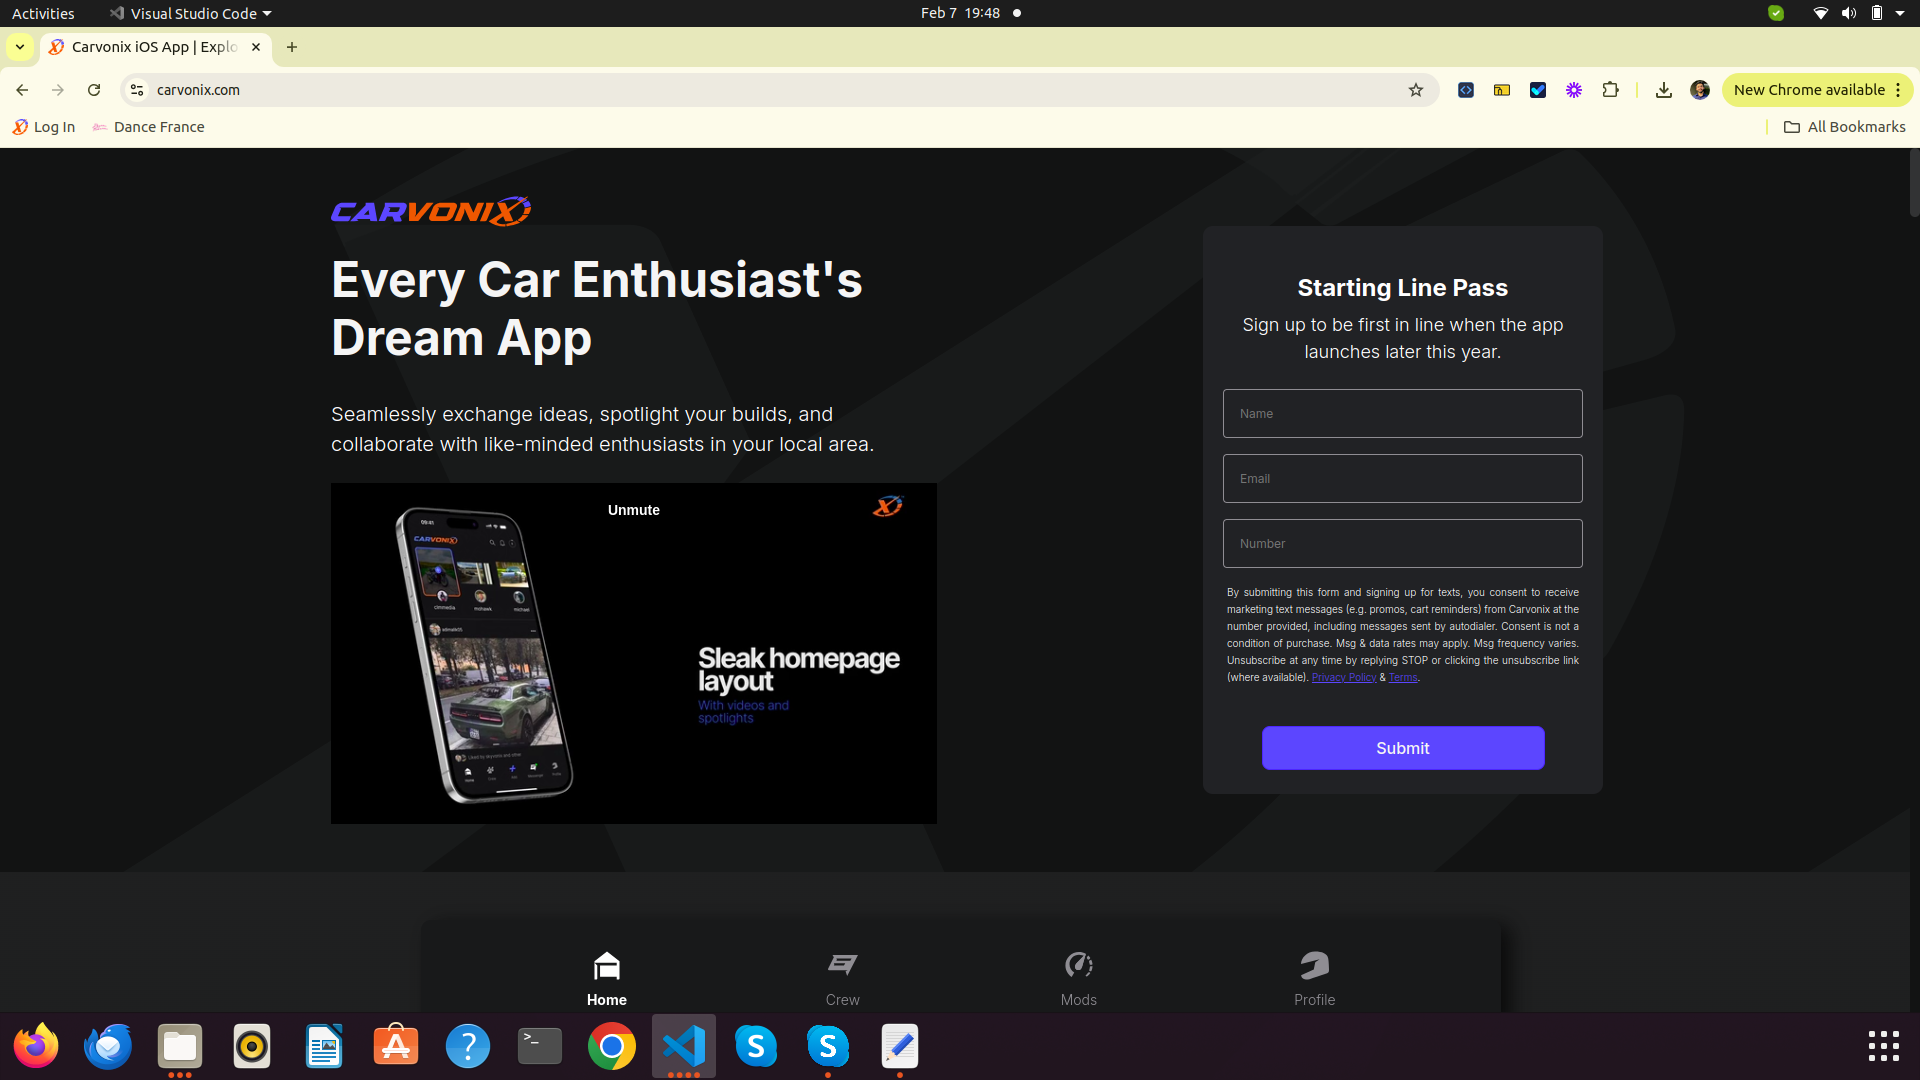 Activities
Visual Studio Code
Feb 7 19:48
Carvonix iOS App | Explo
carvonix.com
New Chrome available
Log In
Dance France
All Bookmarks
CARVONIX
Every Car Enthusiast's
Dream App
Seamlessly exchange ideas, spotlight your builds, and
collaborate with like-minded enthusiasts in your local area.
Unmute
09:41
CARVONIX
cimmedia
mohawk
michael
Sleak homepage
layout
With videos and
spotlights
Starting Line Pass
Sign up to be first in line when the app
launches later this year.
Name
Email
Number
By submitting this form and signing up for texts, you consent to receive
marketing text messages (e.g. promos, cart reminders) from Carvonix at the
number provided, including messages sent by autodialer. Consent is not a
condition of purchase. Msg & data rates may apply. Msg frequency varies.
Unsubscribe at any time by replying STOP or clicking the unsubscribe link
(where available). Privacy Policy & Terms.
Submit
Home
Crew
Mods
Profile